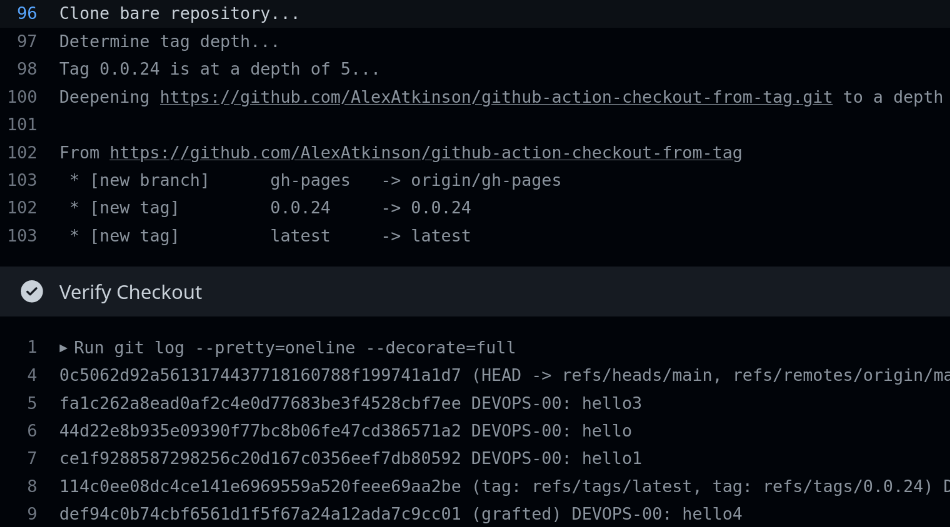 96 Clone bare repository...
97 Determine tag depth...
98 Tag 0.0.24 is at a depth of 5...
100 Deepening https://github.com/AlexAtkinson/github-action-checkout-from-tag.git to a depth
101
102 From https://github.com/AlexAtkinson/github-action-checkout-from-tag
103 * [new branch] gh-pages -> origin/gh-pages
102 * [new tag] 0.0.24 -> 0.0.24
103 * [new tag] latest -> latest
Verify Checkout
1 ▶ Run git log --pretty=oneline --decorate=full
4 0c5062d92a5613174437718160788f199741a1d7 (HEAD -> refs/heads/main, refs/remotes/origin/ma
5 fa1c262a8ead0af2c4e0d77683be3f4528cbf7ee DEVOPS-00: hello3
6 44d22e8b935e09390f77bc8b06fe47cd386571a2 DEVOPS-00: hello
7 ce1f9288587298256c20d167c0356eef7db80592 DEVOPS-00: hello1
8 114c0ee08dc4ce141e6969559a520feee69aa2be (tag: refs/tags/latest, tag: refs/tags/0.0.24) D
9 def94c0b74cbf6561d1f5f67a24a12ada7c9cc01 (grafted) DEVOPS-00: hello4